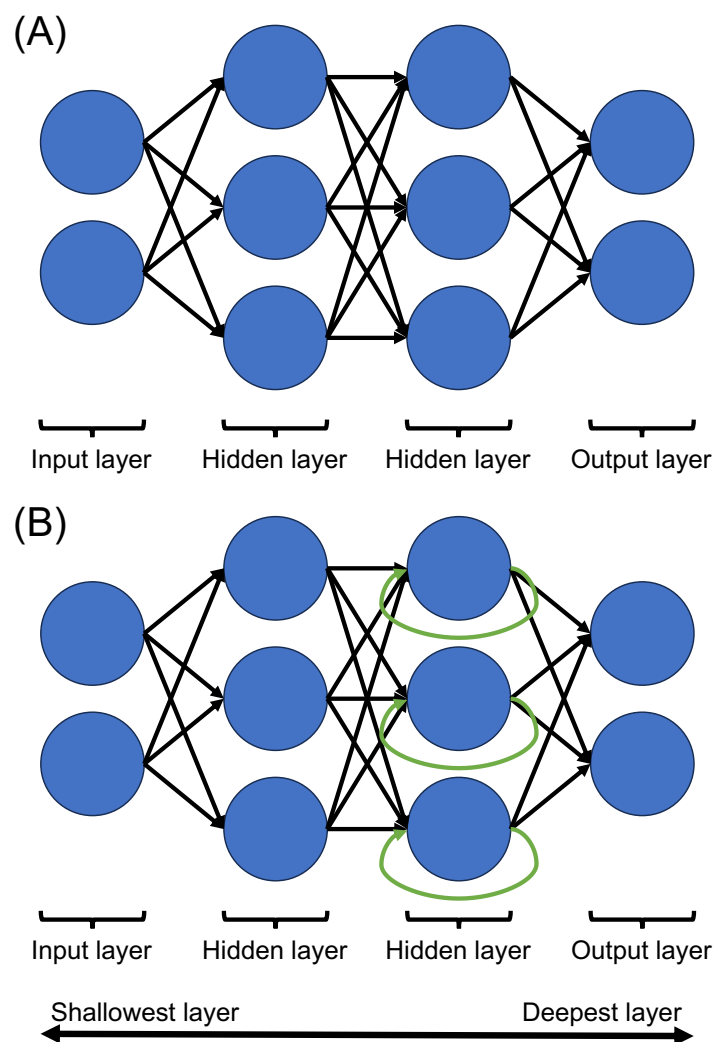 (A)
Input layer Hidden layer Hidden layer Output layer
(B)
Input layer Hidden layer Hidden layer Output layer
Shallowest layer Deepest layer